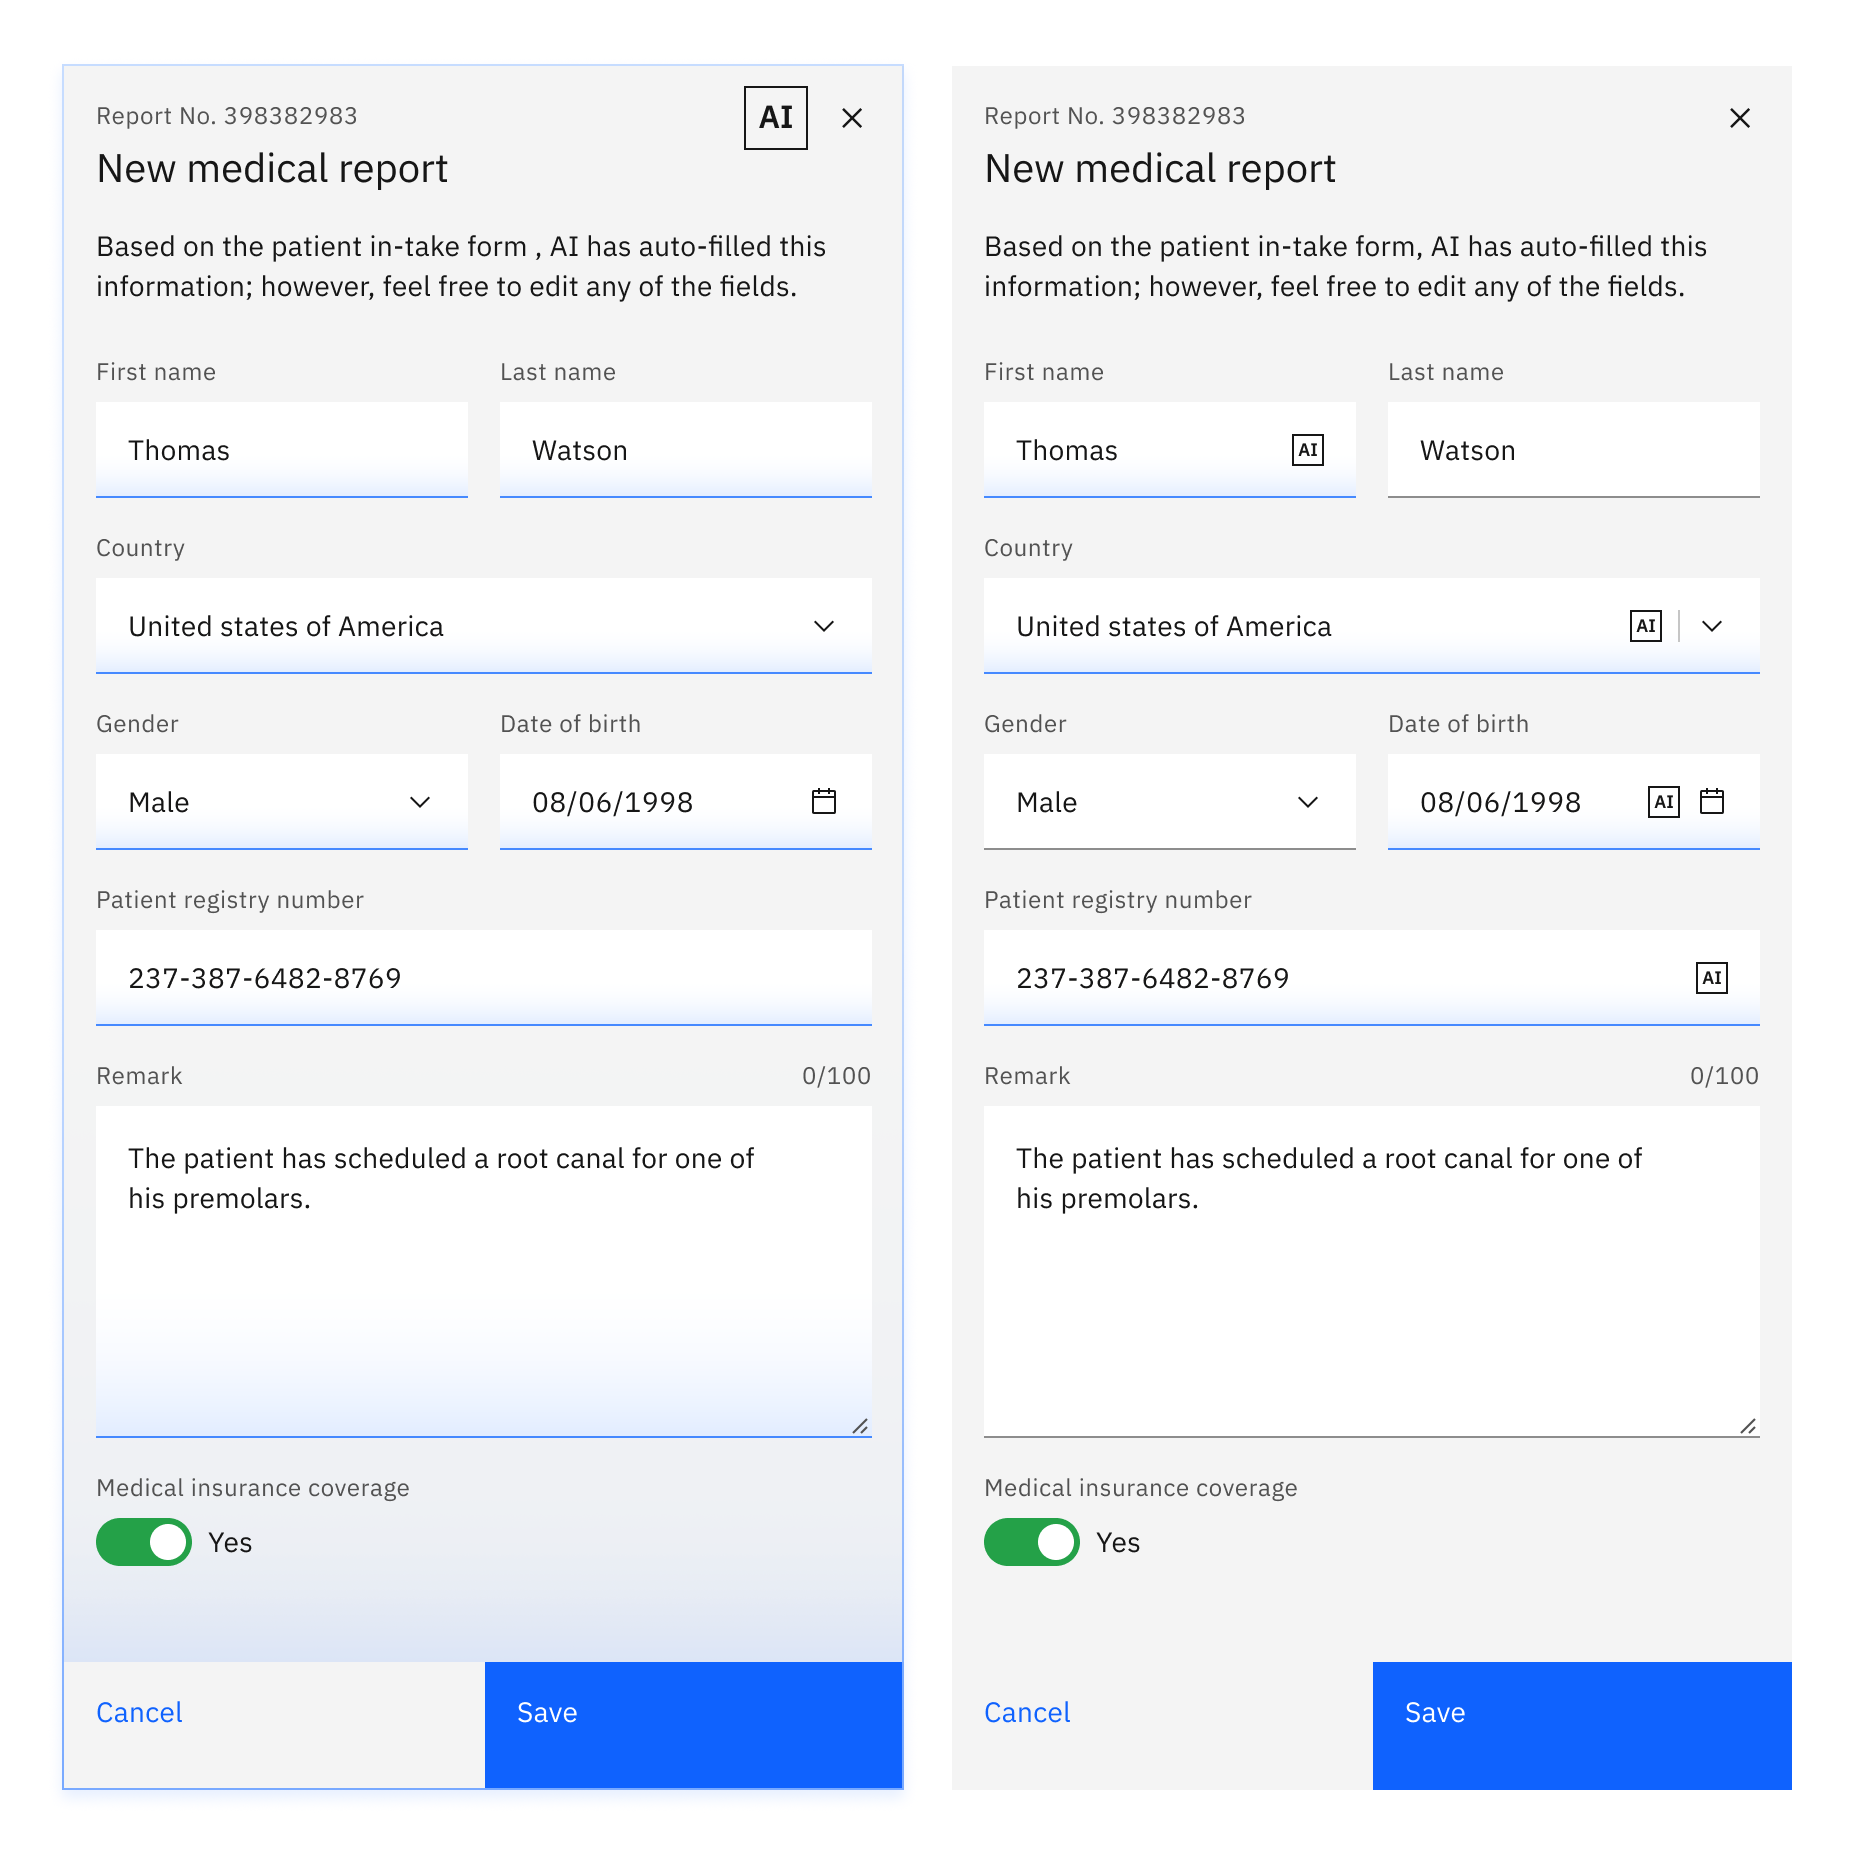 Report No. 398382983
AI
New medical report
Based on the patient in-take form , AI has auto-filled this
information; however, feel free to edit any of the fields.
First name
Last name
Thomas
Watson
Country
United states of America
Gender
Date of birth
Male
08/06/1998
Patient registry number
237-387-6482-8769
Remark
0/100
The patient has scheduled a root canal for one of
his premolars.
Medical insurance coverage
Yes
Cancel
Save
Report No. 398382983
New medical report
Based on the patient in-take form, AI has auto-filled this
information; however, feel free to edit any of the fields.
First name
Last name
Thomas
AI
Watson
Country
United states of America
AI
Gender
Date of birth
Male
08/06/1998
AI
Patient registry number
237-387-6482-8769
AI
Remark
0/100
The patient has scheduled a root canal for one of
his premolars.
Medical insurance coverage
Yes
Cancel
Save